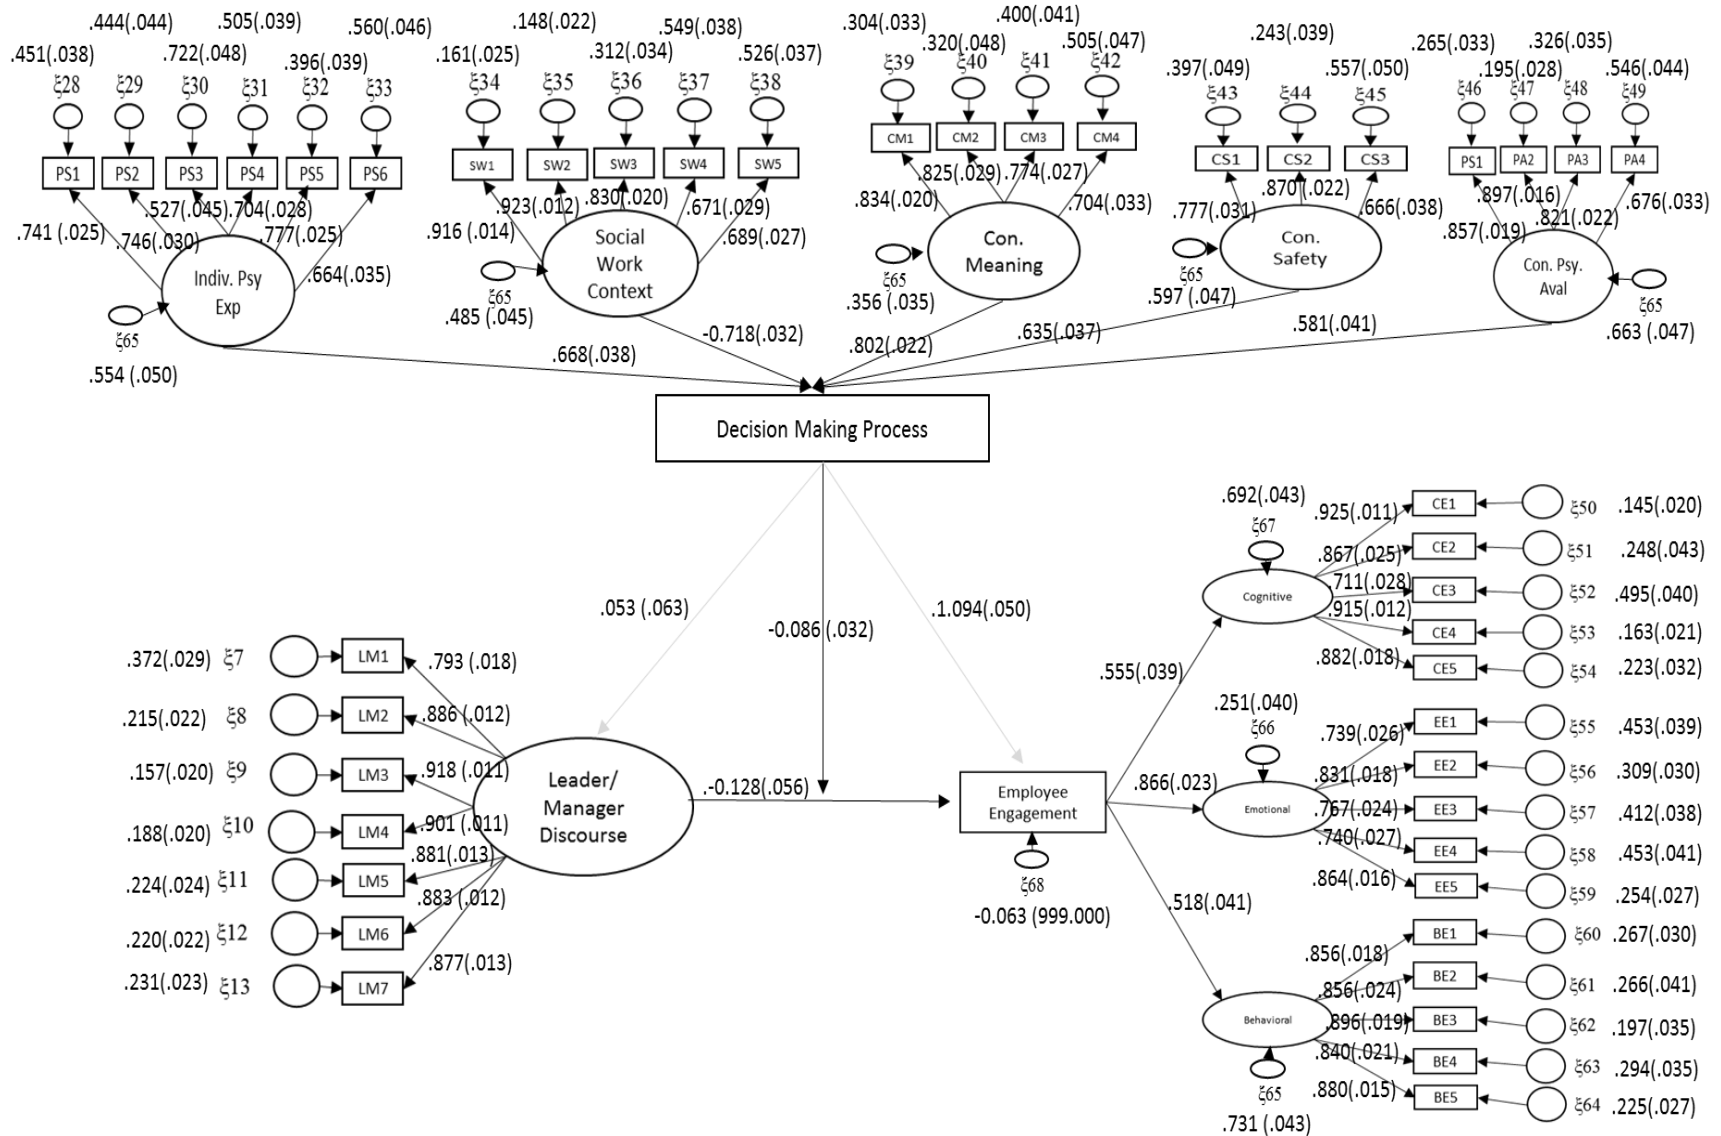 .444(.044) .505(.039) .560(.046) .148(.022) .549(.038) .304(.033) .400(.041) .243(.039)
.451(.038) .722(.048) .396(.039) .161(.025) .312(.034) .526(.037) .320(.048) .505(.047) .397(.049) .557(.050) .265(.033) .195(.028) .326(.035) .546(.044)
ξ28 ξ29 ξ30 ξ31 ξ32 ξ33 ξ34 ξ35 ξ36 ξ37 ξ38 ξ39 ξ40 ξ41 ξ42 ξ43 ξ44 ξ45 ξ46 ξ47 ξ48 ξ49
PS1 PS2 PS3 PS4 PS5 PS6 SW1 SW2 SW3 SW4 SW5 CM1 CM2 CM3 CM4 CS1 CS2 CS3 PS1 PA2 PA3 PA4
.741 (.025) .746(.030) .527(.045) .704(.028) .777(.025) .664(.035)
.916 (.014) .923(.012) .830(.020) .671(.029) .689(.027)
.834(.020) .825(.029) .774(.027) .704(.033)
.777(.031) .870(.022) .666(.038)
.857(.019) .897(.016) .821(.022) .676(.033)
Indiv. Psy
Exp
ξ65
.554 (.050)
Social
Work
Context
ξ65
.485 (.045)
Con.
Meaning
ξ65
.356 (.035)
Con.
Safety
ξ65
.597 (.047)
Con. Psy.
Aval
ξ65
.663 (.047)
.668(.038)
-0.718(.032)
.802(.022)
.635(.037)
.581(.041)
Decision Making Process
.053 (.063)
-0.086 (.032)
.1.094(.050)
.372(.029) ξ7 LM1 .793 (.018)
.215(.022) ξ8 LM2 .886 (.012)
.157(.020) ξ9 LM3 .918 (.011)
.188(.020) ξ10 LM4 .901 (.011)
.224(.024) ξ11 LM5 .881(.013)
.220(.022) ξ12 LM6 .883 (.012)
.231(.023) ξ13 LM7 .877(.013)
Leader/
Manager
Discourse
.-0.128(.056)
Employee
Engagement
ξ68
-0.063 (999.000)
.555(.039)
.866(.023)
.518(.041)
.692(.043)
ξ67
Cognitive
.925(.011) CE1 ξ50 .145(.020)
.867(.025) CE2 ξ51 .248(.043)
.711(.028) CE3 ξ52 .495(.040)
.915(.012) CE4 ξ53 .163(.021)
.882(.018) CE5 ξ54 .223(.032)
.251(.040)
ξ66
Emotional
.739(.026) EE1 ξ55 .453(.039)
.831(.018) EE2 ξ56 .309(.030)
.767(.024) EE3 ξ57 .412(.038)
.740(.027) EE4 ξ58 .453(.041)
.864(.016) EE5 ξ59 .254(.027)
Behavioral
ξ65
.731 (.043)
.856(.018) BE1 ξ60 .267(.030)
.856(.024) BE2 ξ61 .266(.041)
.896(.019) BE3 ξ62 .197(.035)
.840(.021) BE4 ξ63 .294(.035)
.880(.015) BE5 ξ64 .225(.027)